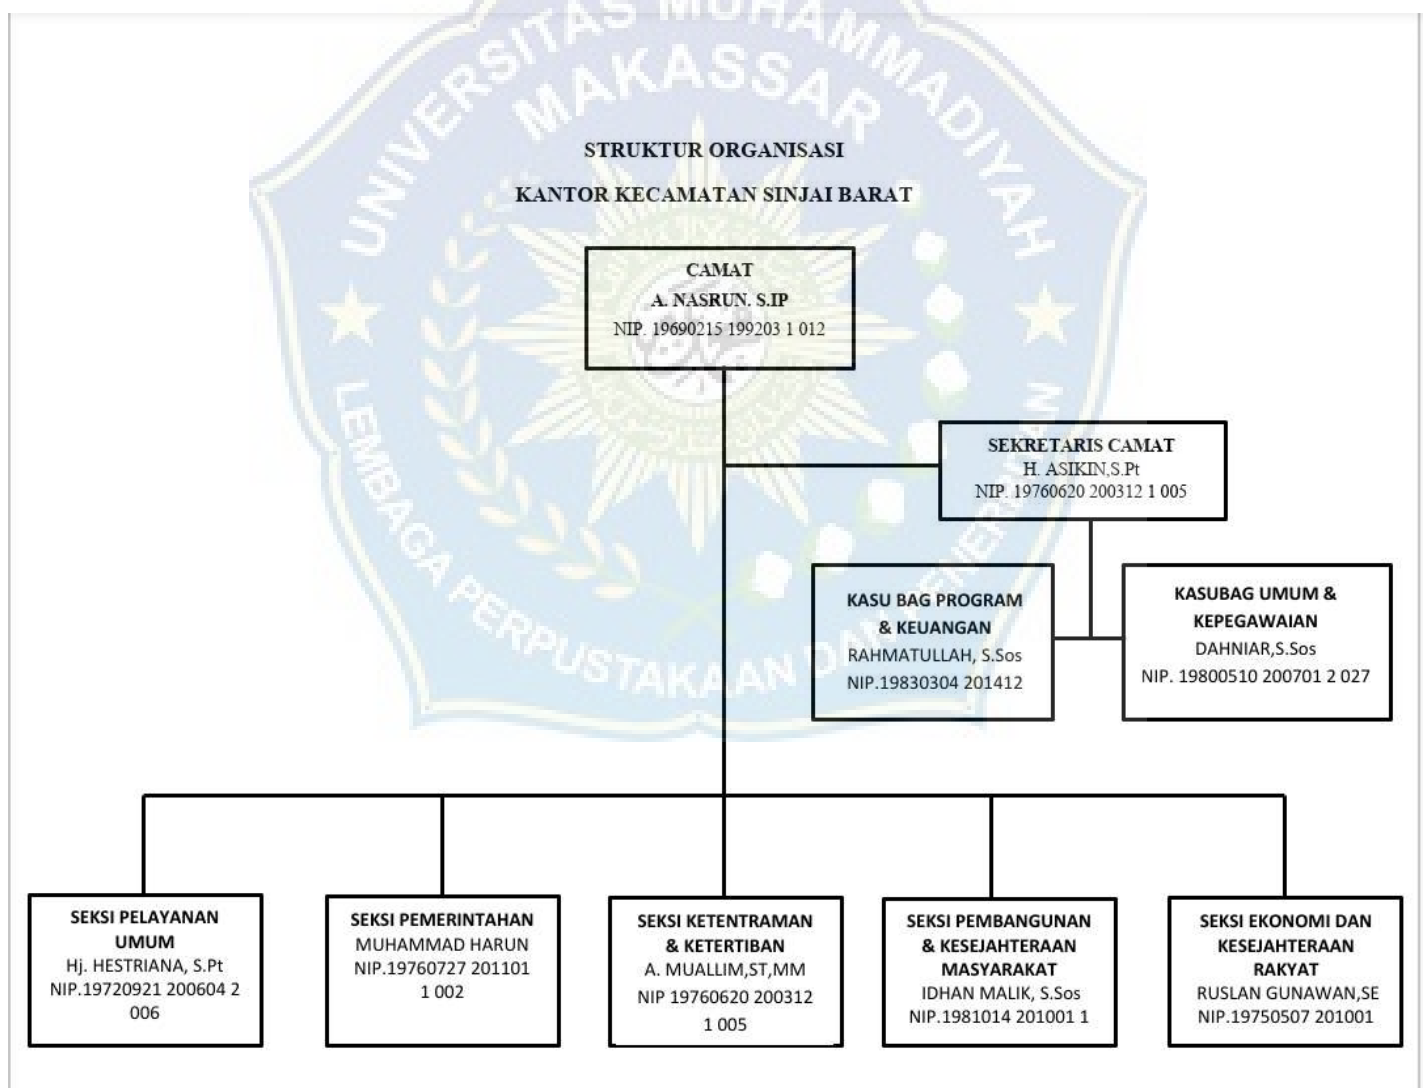 UNIVERSITAS MUHAMMADIYAH
MAKASSAR
STRUKTUR ORGANISASI
KANTOR KECAMATAN SINJAI BARAT
CAMAT
A. NASRUN. S.IP
NIP. 19690215 199203 1 012
SEKRETARIS CAMAT
H. ASIKIN,S.Pt
NIP. 19760620 200312 1 005
KASU BAG PROGRAM
& KEUANGAN
RAHMATULLAH, S.Sos
NIP.19830304 201412
KASUBAG UMUM &
KEPEGAWAIAN
DAHNIAR,S.Sos
NIP. 19800510 200701 2 027
LEMBAGA PERPUSTAKAAN DAN PENERBITAN
SEKSI PELAYANAN
UMUM
Hj. HESTRIANA, S.Pt
NIP.19720921 200604 2
006
SEKSI PEMERINTAHAN
MUHAMMAD HARUN
NIP.19760727 201101
1 002
SEKSI KETENTRAMAN
& KETERTIBAN
A. MUALLIM,ST,MM
NIP 19760620 200312
1 005
SEKSI PEMBANGUNAN
& KESEJAHTERAAN
MASYARAKAT
IDHAN MALIK, S.Sos
NIP.1981014 201001 1
SEKSI EKONOMI DAN
KESEJAHTERAAN
RAKYAT
RUSLAN GUNAWAN,SE
NIP.19750507 201001